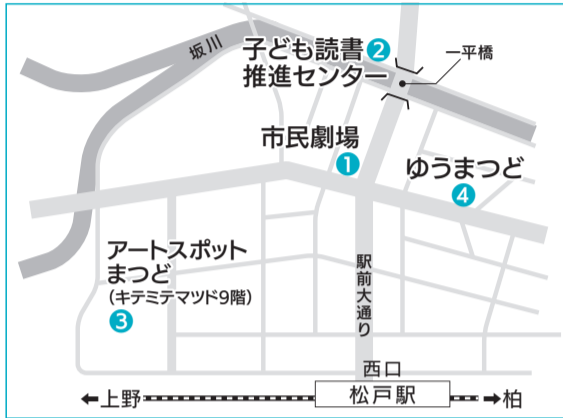 坂川
子ども読書 2
推進センター
一平橋
市民劇場
1
ゆうまつど
4
アートスポット
まつど
(キテミテマツド9階)
3
駅前大通り
西口
←上野
松戸駅
→柏